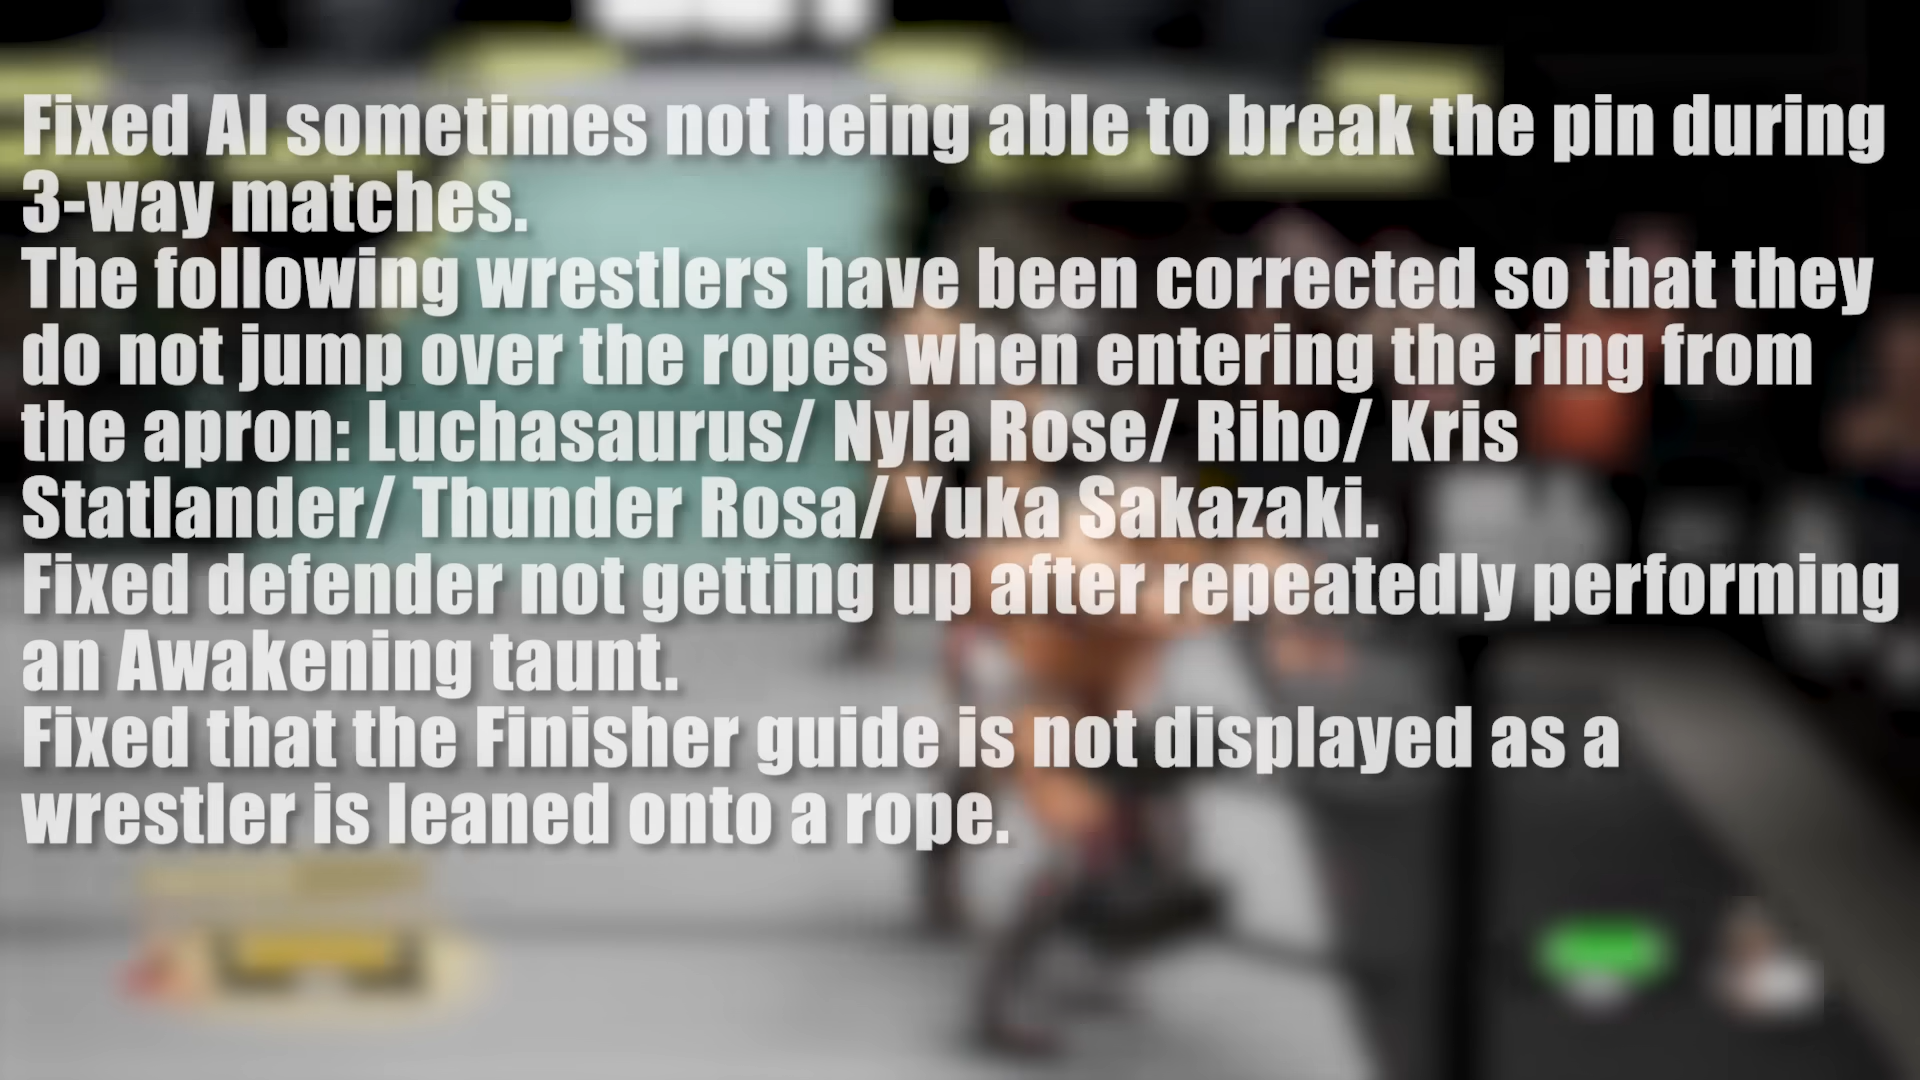 Fixed AI sometimes not being able to break the pin during
3-way matches.
The following wrestlers have been corrected so that they
do not jump over the ropes when entering the ring from
the apron: Luchasaurus/ Nyla Rose/ Riho/ Kris
Statlander/ Thunder Rosa/ Yuka Sakazaki.
Fixed defender not getting up after repeatedly performing
an Awakening taunt.
Fixed that the Finisher guide is not displayed as a
wrestler is leaned onto a rope.